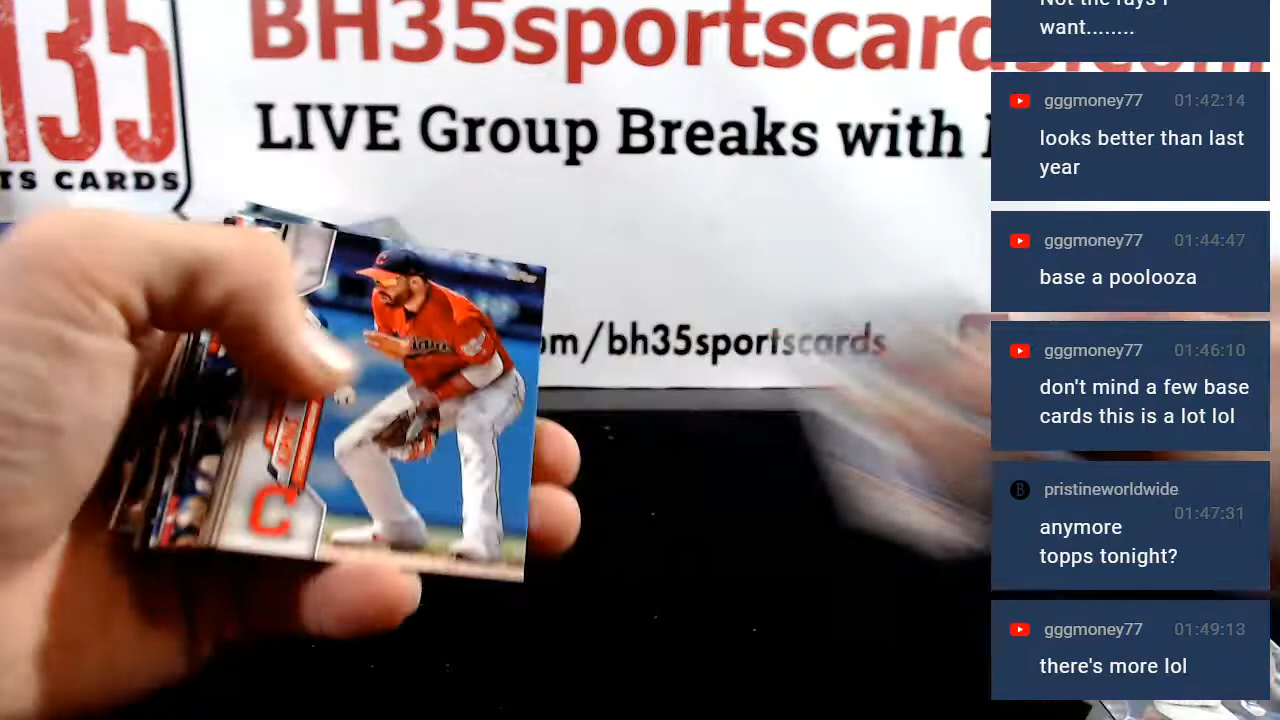 135
TS CARDS
BH35sportscards.com
LIVE Group Breaks with
om/bh35sportscards
C
want........
gggmoney77 01:42:14
looks better than last
year
gggmoney77 01:44:47
base a poolooza
gggmoney77 01:46:10
don't mind a few base
cards this is a lot lol
pristineworldwide
01:47:31
anymore
topps tonight?
gggmoney77 01:49:13
there's more lol